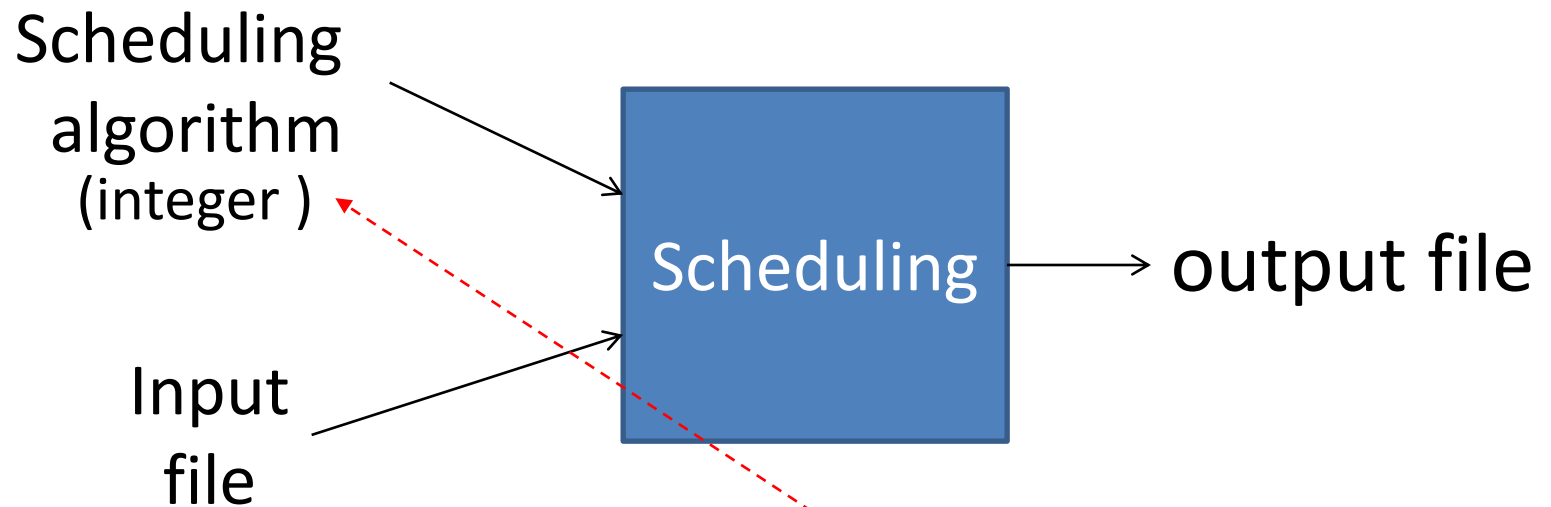 Scheduling
algorithm
(integer )
Input
file
Scheduling
output file